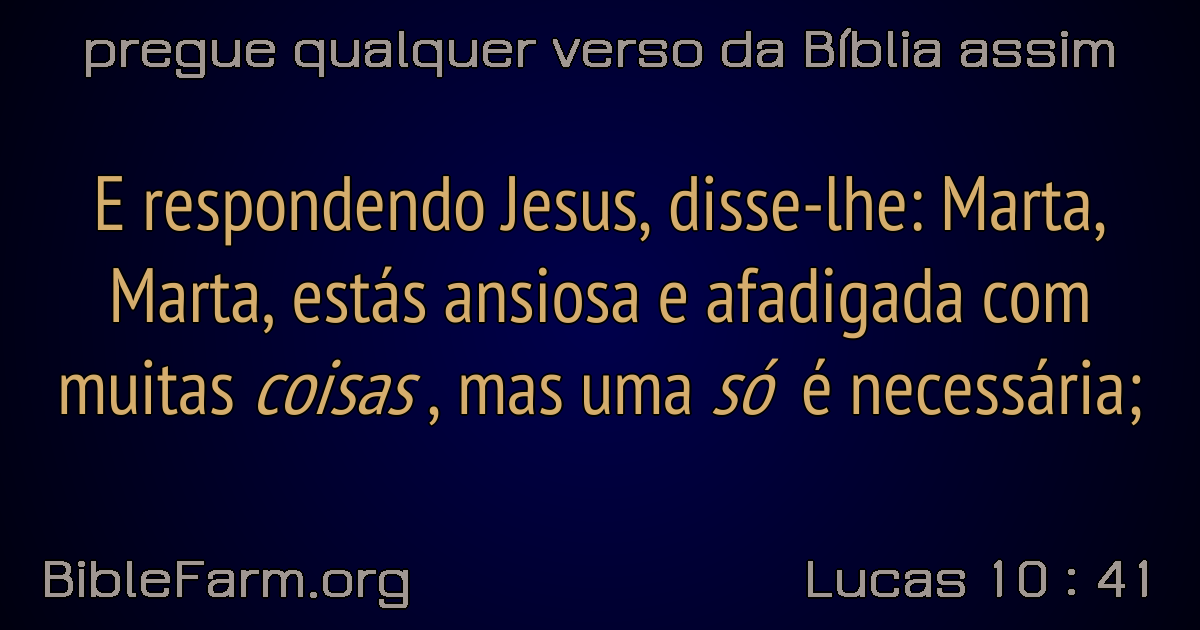 pregue qualquer verso da Bíblia assim
E respondendo Jesus, disse-lhe: Marta,
Marta, estás ansiosa e afadigada com
muitas coisas , mas uma só é necessária;
BibleFarm.org
Lucas 10 : 41